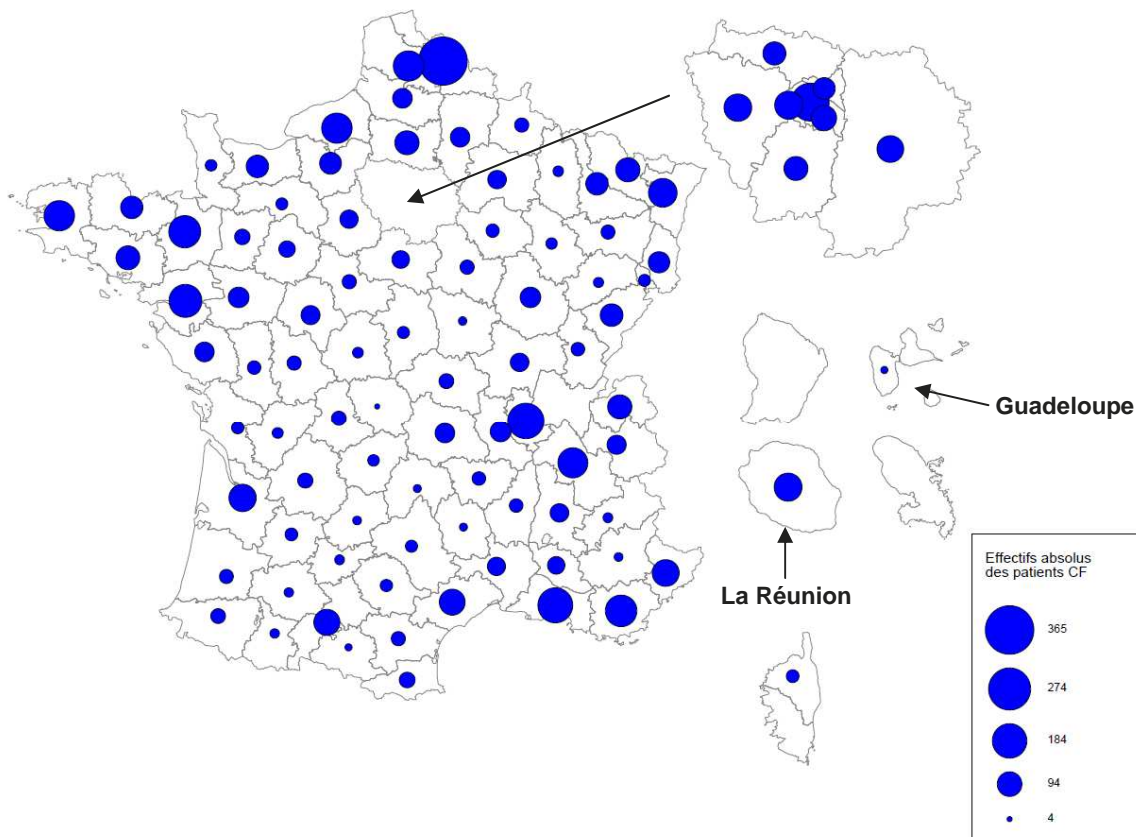 Guadeloupe
La Réunion
Effectifs absolus
des patients CF
365
274
184
94
4